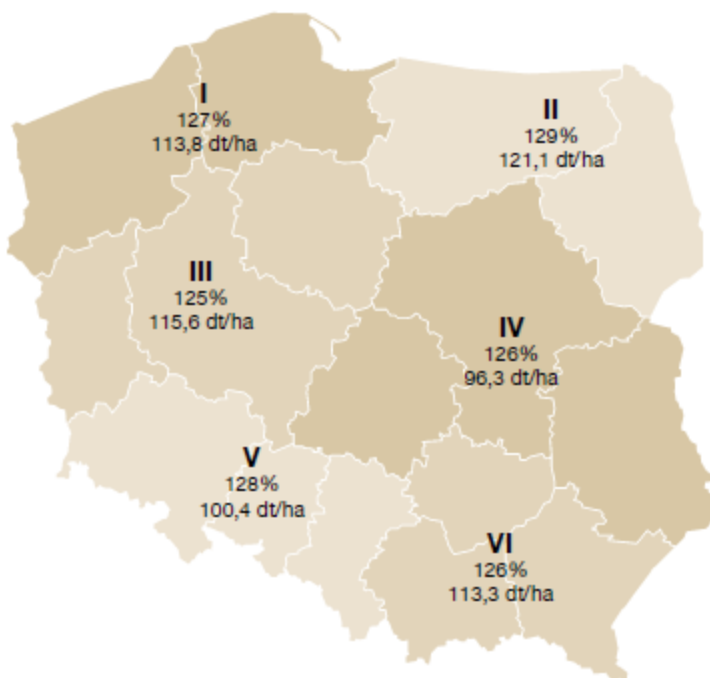 I
127%
113,8 dt/ha
II
129%
121,1 dt/ha
III
125%
115,6 dt/ha
IV
126%
96,3 dt/ha
V
128%
100,4 dt/ha
VI
126%
113,3 dt/ha